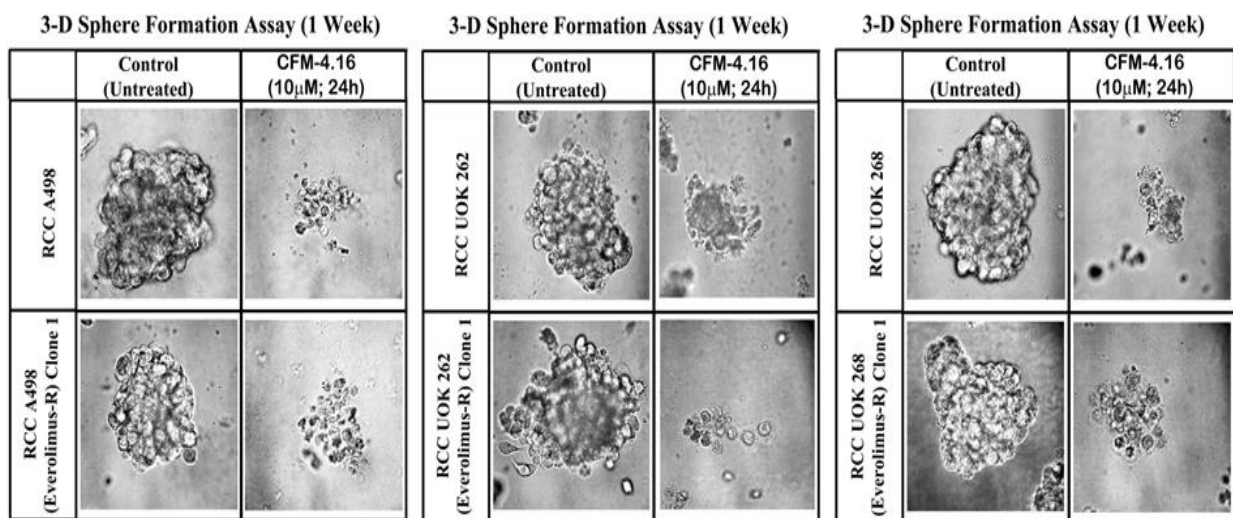 3-D Sphere Formation Assay (1 Week)
Control
(Untreated)
CFM-4.16
(10μM; 24h)
RCC A498
RCC A498
(Everolimus-R) Clone 1
3-D Sphere Formation Assay (1 Week)
Control
(Untreated)
CFM-4.16
(10μM; 24h)
RCC UOK 262
RCC UOK 262
(Everolimus-R) Clone 1
3-D Sphere Formation Assay (1 Week)
Control
(Untreated)
CFM-4.16
(10μM; 24h)
RCC UOK 268
RCC UOK 268
(Everolimus-R) Clone 1